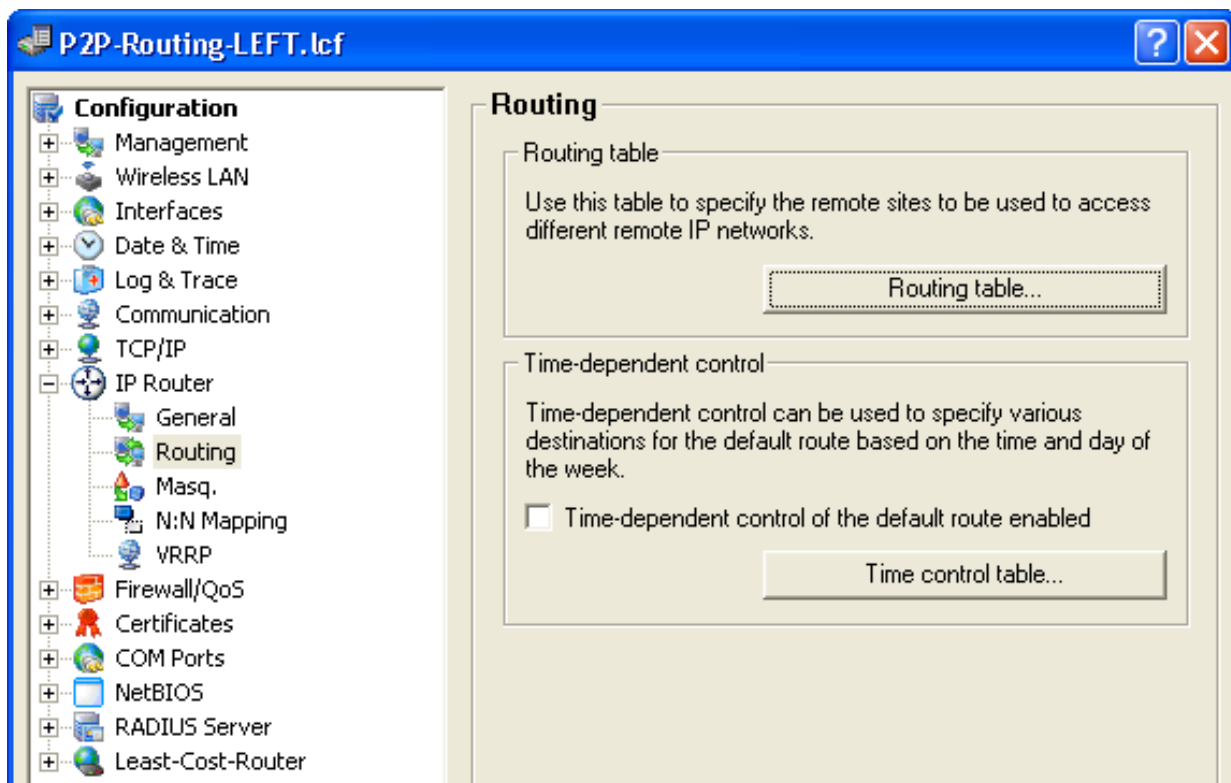 P2P-Routing-LEFT.lcf
Configuration
Management
Wireless LAN
Interfaces
Date & Time
Log & Trace
Communication
TCP/IP
IP Router
General
Routing
Masq.
N:N Mapping
VRRP
Firewall/QoS
Certificates
COM Ports
NetBIOS
RADIUS Server
Least-Cost-Router
Routing
Routing table
Use this table to specify the remote sites to be used to access
different remote IP networks.
Routing table...
Time-dependent control
Time-dependent control can be used to specify various
destinations for the default route based on the time and day of
the week.
Time-dependent control of the default route enabled
Time control table...